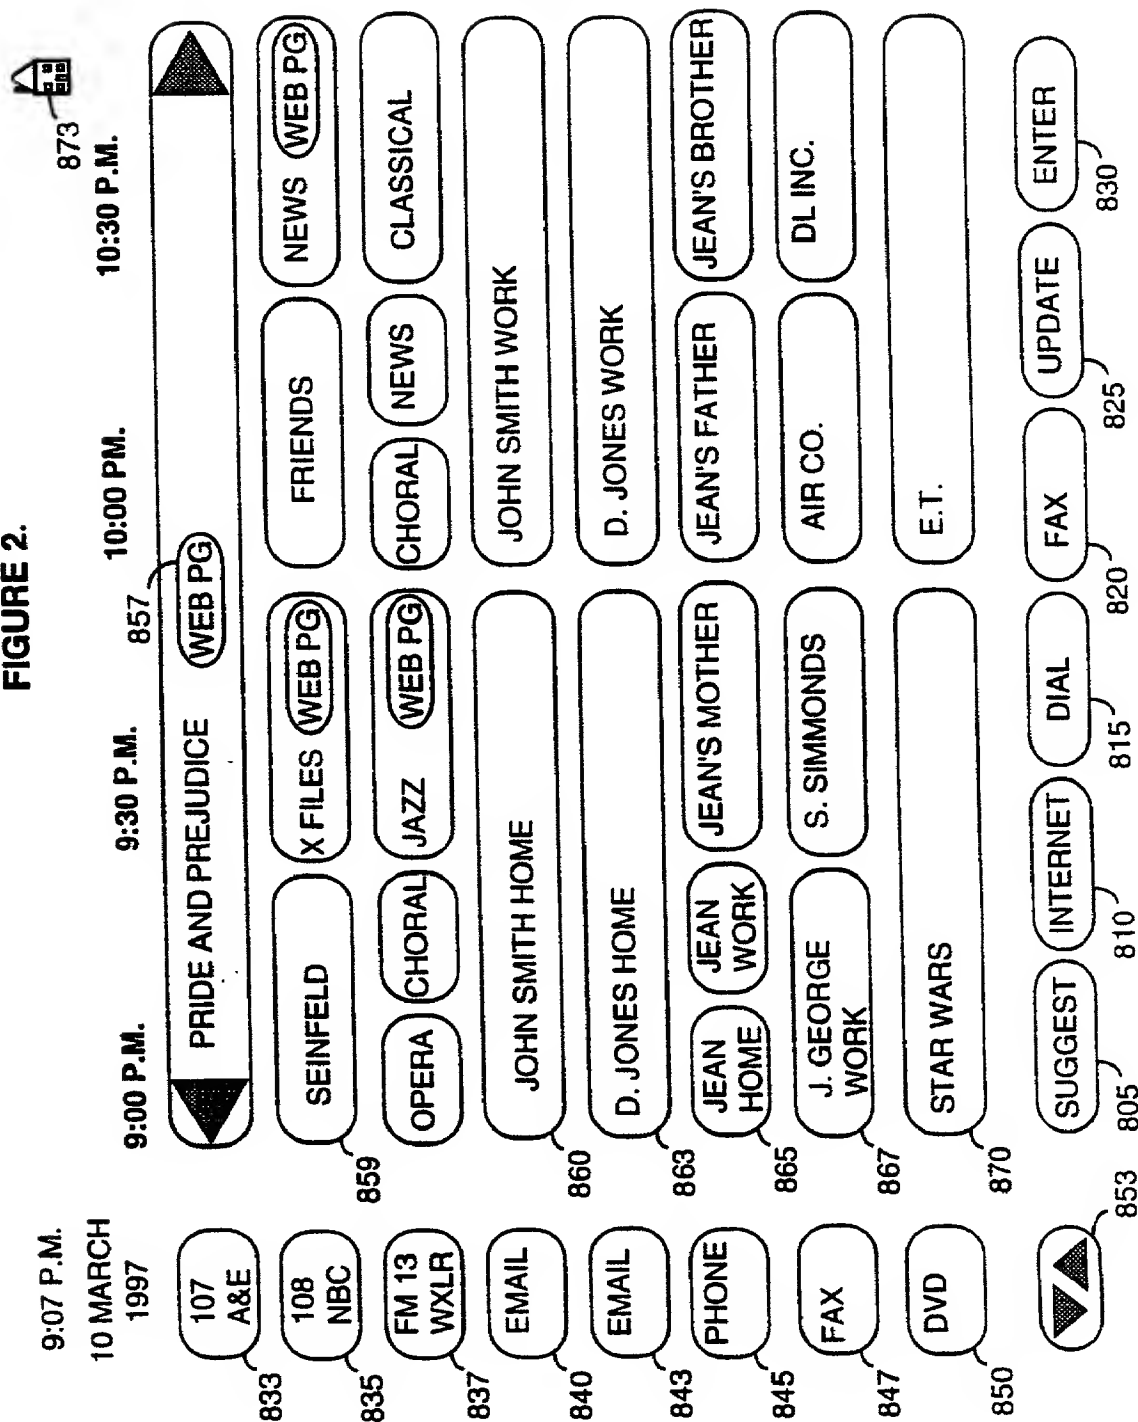 FIGURE 2.
873
9:07 P.M.
10 MARCH
1997
9:00 P.M.
9:30 P.M.
10:00 PM.
10:30 P.M.
857
833
107
A&E
PRIDE AND PREJUDICE
WEB PG
835
108
NBC
859
SEINFELD
X FILES
WEB PG
FRIENDS
NEWS
WEB PG
837
FM 13
WXLR
OPERA
CHORAL
JAZZ
WEB PG
CHORAL
NEWS
CLASSICAL
840
EMAIL
860
JOHN SMITH HOME
JOHN SMITH WORK
843
EMAIL
863
D. JONES HOME
D. JONES WORK
845
PHONE
865
JEAN
HOME
JEAN
WORK
JEAN'S MOTHER
JEAN'S FATHER
JEAN'S BROTHER
847
FAX
867
J. GEORGE
WORK
S. SIMMONDS
AIR CO.
DL INC.
850
DVD
870
STAR WARS
E.T.
853
SUGGEST
INTERNET
DIAL
FAX
UPDATE
ENTER
805
810
815
820
825
830